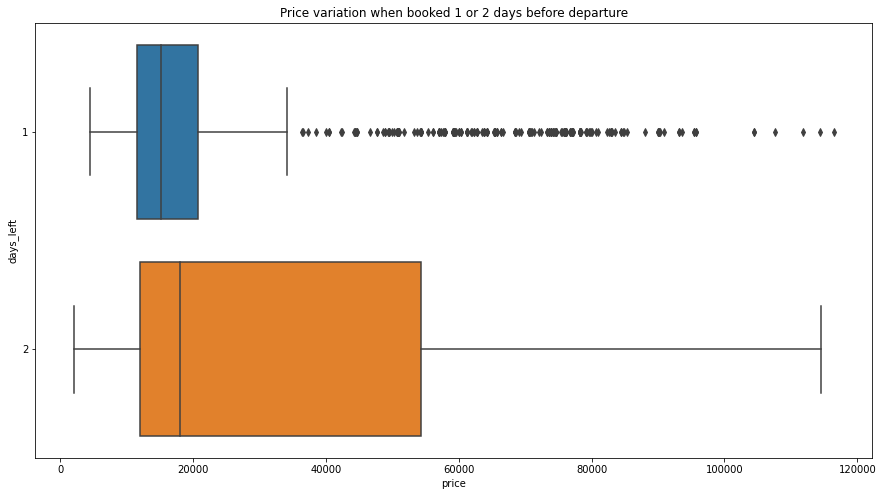 Price variation when booked 1 or 2 days before departure
days_left
1
2
0 20000 40000 60000 80000 100000 120000
price